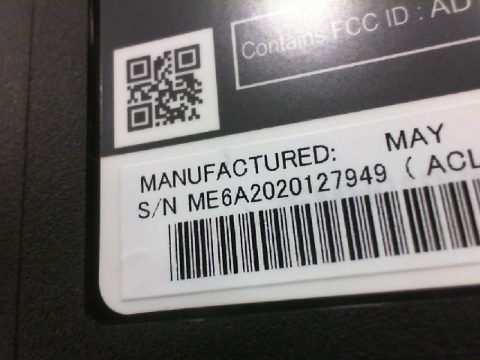 Contains FCC ID : AD
MANUFACTURED: MAY
S/N ME6A2020127949 ( ACL